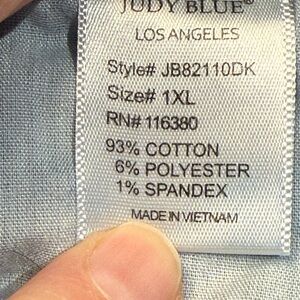 JUDY BLUE®
LOS ANGELES
Style# JB82110DK
Size# 1XL
RN# 116380
93% COTTON
6% POLYESTER
1% SPANDEX
MADE IN VIETNAM